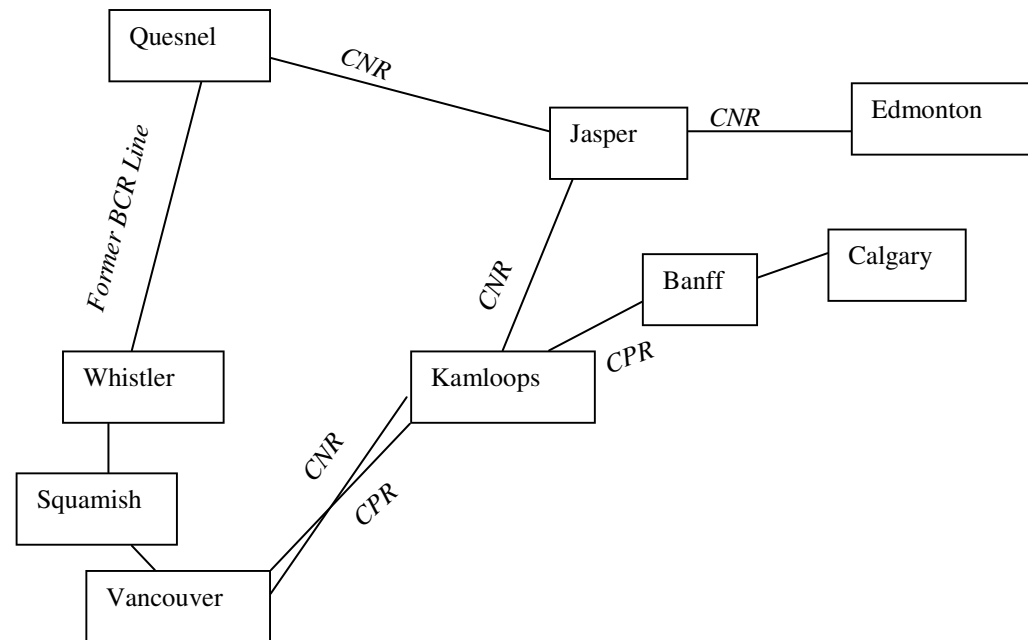 Quesnel
CNR
Jasper
CNR
Edmonton
Former BCR Line
CNR
Banff
Calgary
Whistler
Kamloops
CPR
CNR
CPR
Squamish
Vancouver